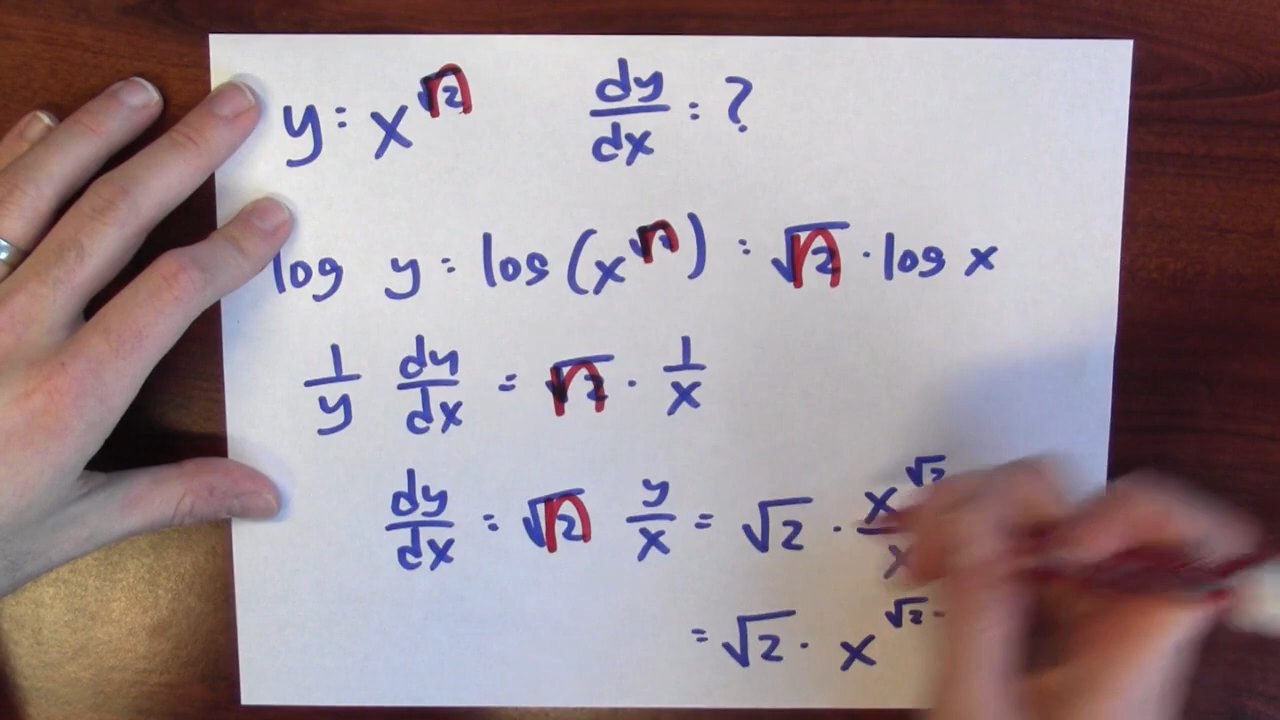 y = x^√2 dy/dx = ?
log y = log(x^√2) = √2 · log x
1/y dy/dx = √2 · 1/x
dy/dx = √2 y/x = √2 · x^√2/x
= √2 · x^√2-